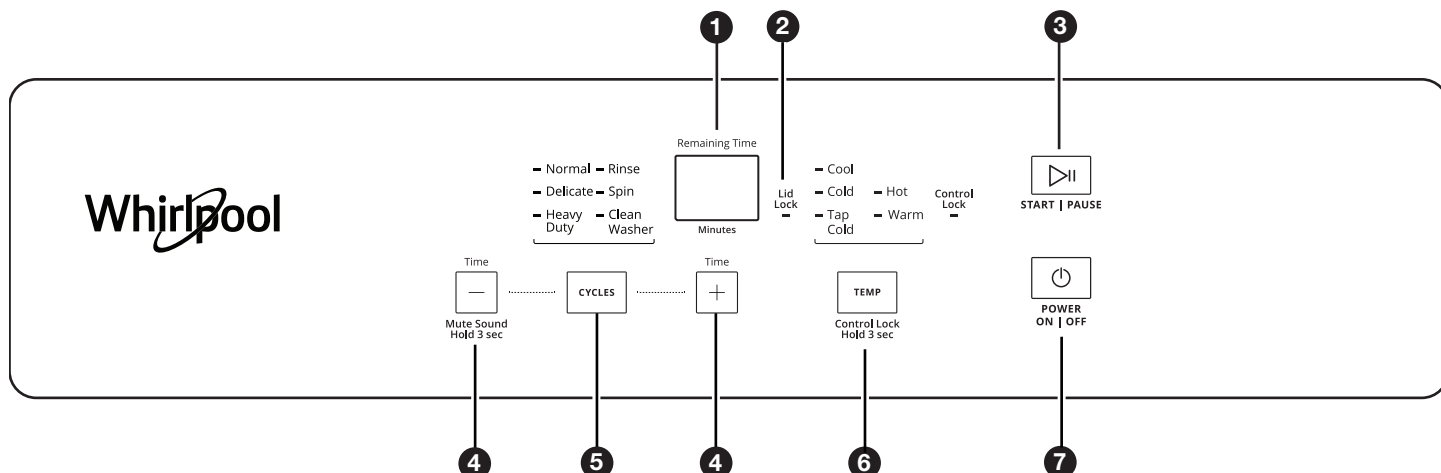 1
2
3
Whirlpool
Normal
Rinse
Delicate
Spin
Heavy
Duty
Clean
Washer
Remaining Time
Minutes
Lid
Lock
Cool
Cold
Hot
Tap
Cold
Warm
Control
Lock
START | PAUSE
Time
−
Mute Sound
Hold 3 sec
CYCLES
Time
+
TEMP
Control Lock
Hold 3 sec
POWER
ON | OFF
4
5
4
6
7